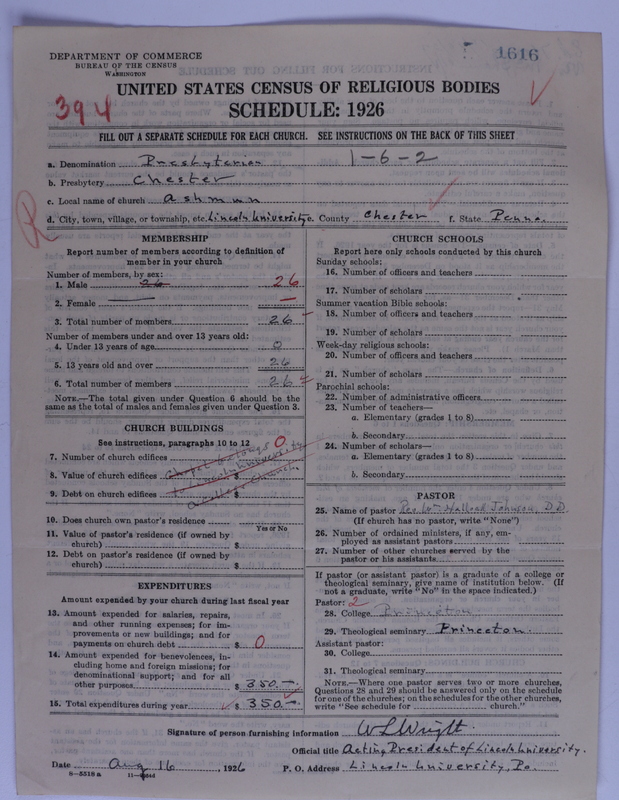 1616
DEPARTMENT OF COMMERCE
BUREAU OF THE CENSUS
WASHINGTON
394
UNITED STATES CENSUS OF RELIGIOUS BODIES
SCHEDULE: 1926
FILL OUT A SEPARATE SCHEDULE FOR EACH CHURCH. SEE INSTRUCTIONS ON THE BACK OF THIS SHEET
a. Denomination Presbyterian 1-6-2
b. Presbytery Chester
c. Local name of church Ashmun
d. City, town, village, or township, etc. Lincoln University e. County Chester f. State Penna.
R
MEMBERSHIP
Report number of members according to definition of
member in your church
Number of members, by sex:
1. Male 26 26
2. Female — —
3. Total number of members 26
Number of members under and over 13 years old:
4. Under 13 years of age 0
5. 13 years old and over 26
6. Total number of members 26
NOTE.—The total given under Question 6 should be the
same as the total of males and females given under Question 3.
CHURCH BUILDINGS
See instructions, paragraphs 10 to 12
7. Number of church edifices 0
8. Value of church edifices $ Chapel belongs
9. Debt on church edifices $ to Lincoln University
not the Church
10. Does church own pastor's residence
Yes or No
11. Value of pastor's residence (if owned by
church) $
12. Debt on pastor's residence (if owned by
church) $
EXPENDITURES
Amount expended by your church during last fiscal year
13. Amount expended for salaries, repairs,
and other running expenses; for im-
provements or new buildings; and for
payments on church debt $ 0
14. Amount expended for benevolences, in-
cluding home and foreign missions; for
denominational support; and for all
other purposes $ 350.—
15. Total expenditures during year $ 350.—
CHURCH SCHOOLS
Report here only schools conducted by this church
Sunday schools:
16. Number of officers and teachers
17. Number of scholars
Summer vacation Bible schools:
18. Number of officers and teachers
19. Number of scholars
Week-day religious schools:
20. Number of officers and teachers
21. Number of scholars
Parochial schools:
22. Number of administrative officers
23. Number of teachers—
a. Elementary (grades 1 to 8)
b. Secondary
24. Number of scholars—
a. Elementary (grades 1 to 8)
b. Secondary
PASTOR
25. Name of pastor Rev. Wm Hallock Johnson, D.D.
(If church has no pastor, write "None")
26. Number of ordained ministers, if any, em-
ployed as assistant pastors
27. Number of other churches served by the
pastor or his assistants
If pastor (or assistant pastor) is a graduate of a college or
theological seminary, give name of institution below. (If
not a graduate, write "No" in the space indicated.)
Pastor: 2
28. College Princeton
29. Theological seminary Princeton.
Assistant pastor:
30. College
31. Theological seminary
NOTE.—Where one pastor serves two or more churches,
Questions 28 and 29 should be answered only on the schedule
for one of the churches; on the schedules for the other churches,
write "See schedule for church."
Signature of person furnishing information W L Wright
Official title Acting President of Lincoln University.
Date Aug 16, 1926 P. O. Address Lincoln University, Pa.
8—5518a